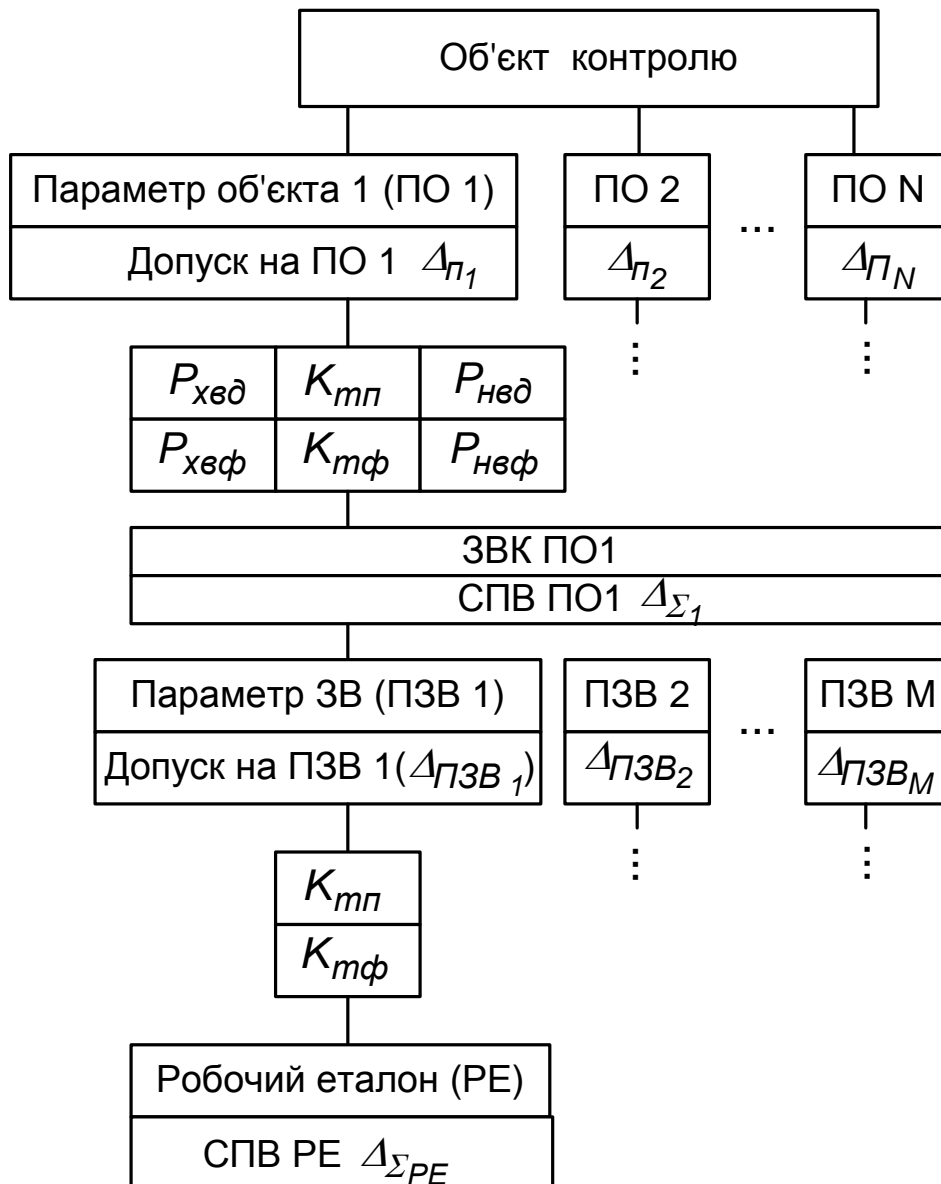 Об'єкт контролю
Параметр об'єкта 1 (ПО 1) ПО 2 ... ПО N
Допуск на ПО 1 Δп1 Δп2 ΔПN
Pхвд Kтп Pнвд
Pхвф Kтф Pнвф
ЗВК ПО1
СПВ ПО1 ΔΣ1
Параметр ЗВ (ПЗВ 1) ПЗВ 2 ... ПЗВ М
Допуск на ПЗВ 1(ΔПЗВ 1) ΔПЗВ2 ΔПЗВМ
Kтп
Kтф
Робочий еталон (РЕ)
СПВ РЕ ΔΣРЕ